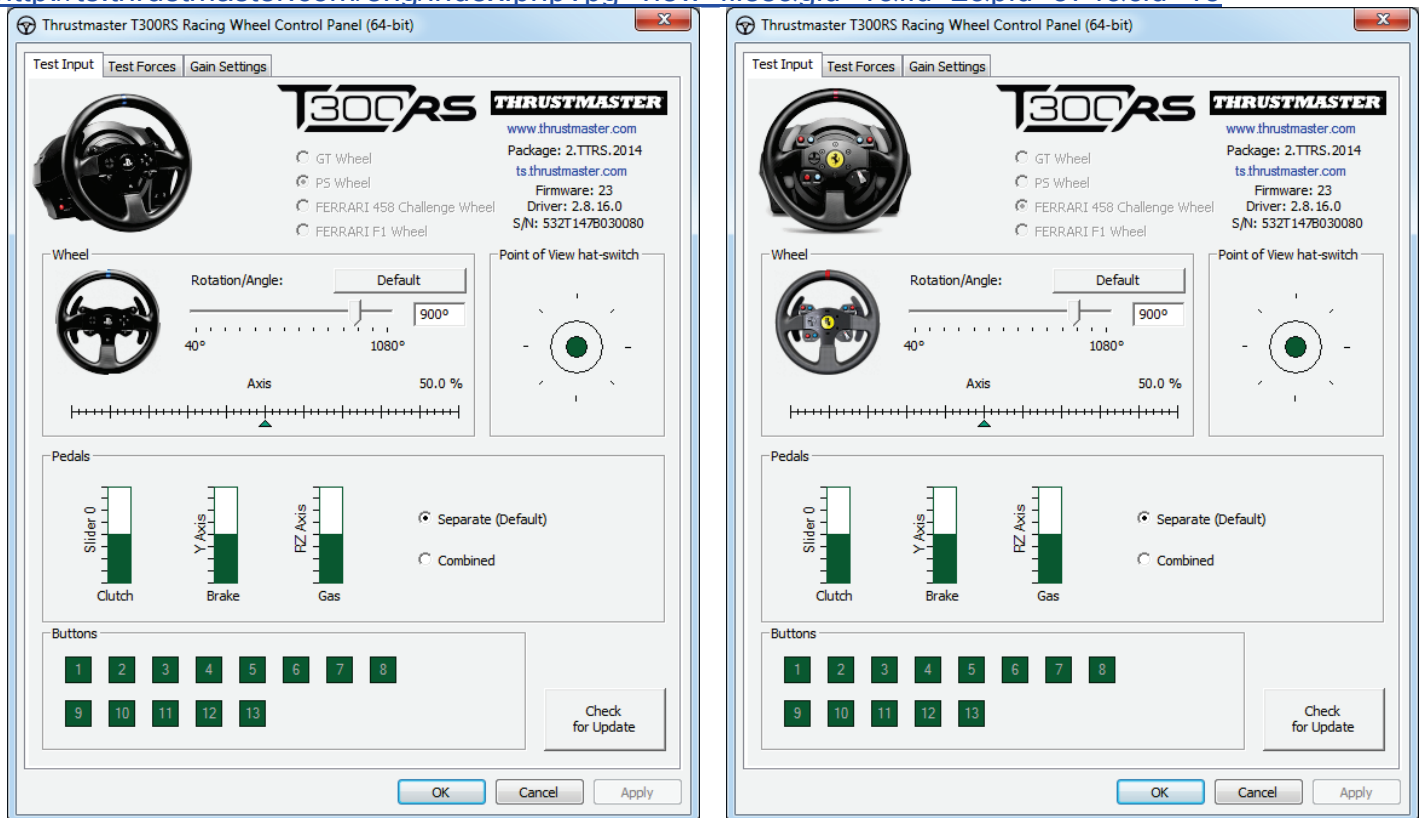 Thrustmaster T300RS Racing Wheel Control Panel (64-bit)
Test Input Test Forces Gain Settings
T300RS THRUSTMASTER
www.thrustmaster.com
Package: 2.TTRS.2014
ts.thrustmaster.com
Firmware: 23
Driver: 2.8.16.0
S/N: 532T147B030080
GT Wheel
PS Wheel
FERRARI 458 Challenge Wheel
FERRARI F1 Wheel
Wheel
Rotation/Angle: Default
900°
40° 1080°
Axis 50.0 %
Point of View hat-switch
Pedals
Slider 0
Clutch
Y Axis
Brake
RZ Axis
Gas
Separate (Default)
Combined
Buttons
1 2 3 4 5 6 7 8
9 10 11 12 13
Check
for Update
OK Cancel Apply
Thrustmaster T300RS Racing Wheel Control Panel (64-bit)
Test Input Test Forces Gain Settings
T300RS THRUSTMASTER
www.thrustmaster.com
Package: 2.TTRS.2014
ts.thrustmaster.com
Firmware: 23
Driver: 2.8.16.0
S/N: 532T147B030080
GT Wheel
PS Wheel
FERRARI 458 Challenge Wheel
FERRARI F1 Wheel
Wheel
Rotation/Angle: Default
900°
40° 1080°
Axis 50.0 %
Point of View hat-switch
Pedals
Slider 0
Clutch
Y Axis
Brake
RZ Axis
Gas
Separate (Default)
Combined
Buttons
1 2 3 4 5 6 7 8
9 10 11 12 13
Check
for Update
OK Cancel Apply